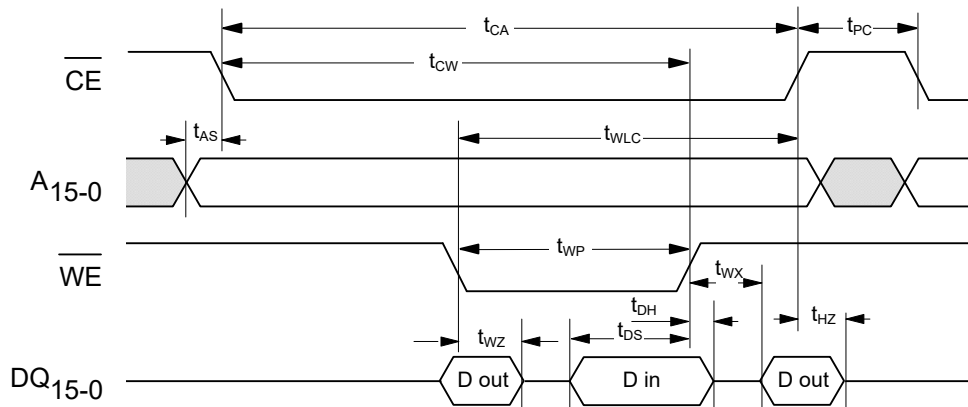 tCA
tPC
CE
tCW
tAS
tWLC
A15-0
WE
tWP
tWX
tDH
tHZ
tWZ
tDS
DQ15-0
D out
D in
D out